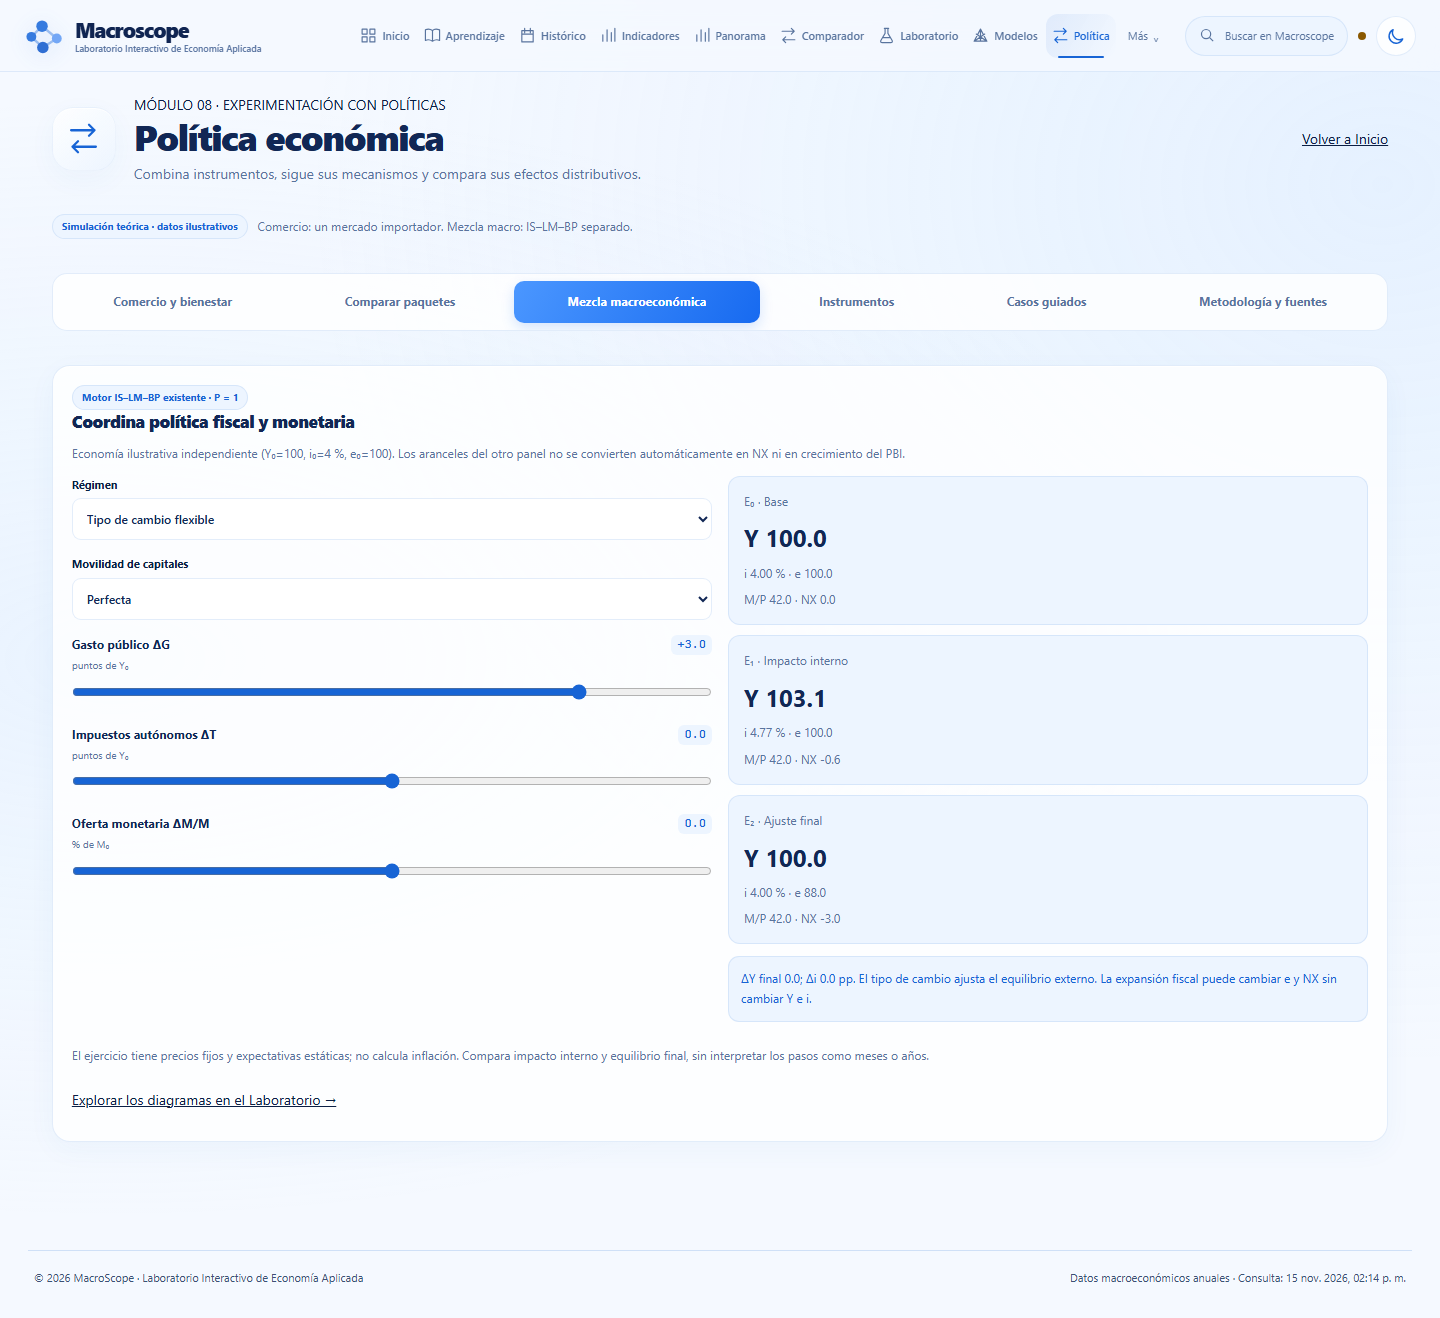 Macroscope
Laboratorio Interactivo de Economía Aplicada
Inicio
Aprendizaje
Histórico
Indicadores
Panorama
Comparador
Laboratorio
Modelos
Política
Más
Buscar en Macroscope
MÓDULO 08 · EXPERIMENTACIÓN CON POLÍTICAS
Política económica
Combina instrumentos, sigue sus mecanismos y compara sus efectos distributivos.
Volver a Inicio
Simulación teórica · datos ilustrativos
Comercio: un mercado importador. Mezcla macro: IS–LM–BP separado.
Comercio y bienestar
Comparar paquetes
Mezcla macroeconómica
Instrumentos
Casos guiados
Metodología y fuentes
Motor IS–LM–BP existente · P = 1
Coordina política fiscal y monetaria
Economía ilustrativa independiente (Y₀=100, i₀=4 %, e₀=100). Los aranceles del otro panel no se convierten automáticamente en NX ni en crecimiento del PBI.
Régimen
Tipo de cambio flexible
Movilidad de capitales
Perfecta
Gasto público ΔG
+3.0
puntos de Y₀
Impuestos autónomos ΔT
0.0
puntos de Y₀
Oferta monetaria ΔM/M
0.0
% de M₀
E₀ · Base
Y 100.0
i 4.00 % · e 100.0
M/P 42.0 · NX 0.0
E₁ · Impacto interno
Y 103.1
i 4.77 % · e 100.0
M/P 42.0 · NX -0.6
E₂ · Ajuste final
Y 100.0
i 4.00 % · e 88.0
M/P 42.0 · NX -3.0
ΔY final 0.0; Δi 0.0 pp. El tipo de cambio ajusta el equilibrio externo. La expansión fiscal puede cambiar e y NX sin
cambiar Y e i.
El ejercicio tiene precios fijos y expectativas estáticas; no calcula inflación. Compara impacto interno y equilibrio final, sin interpretar los pasos como meses o años.
Explorar los diagramas en el Laboratorio →
© 2026 MacroScope · Laboratorio Interactivo de Economía Aplicada
Datos macroeconómicos anuales · Consulta: 15 nov. 2026, 02:14 p. m.